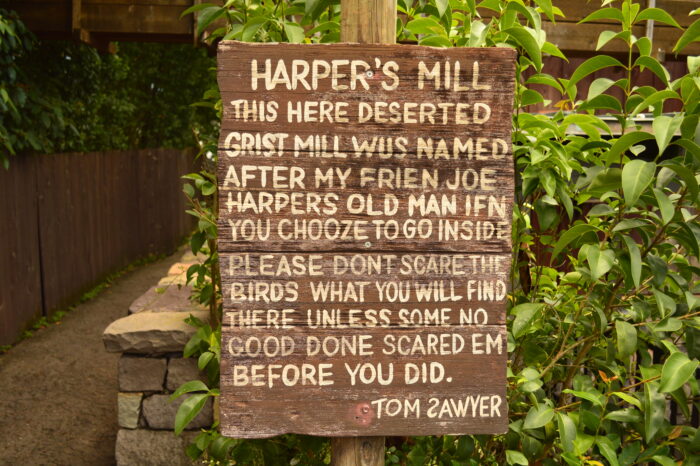 HARPER'S MILL
THIS HERE DESERTED
GRIST MILL WUS NAMED
AFTER MY FRIEN JOE
HARPERS OLD MAN IFN
YOU CHOOZE TO GO INSIDE
PLEASE DONT SCARE THE
BIRDS WHAT YOU WILL FIND
THERE UNLESS SOME NO
GOOD DONE SCARED EM
BEFORE YOU DID.
TOM SAWYER